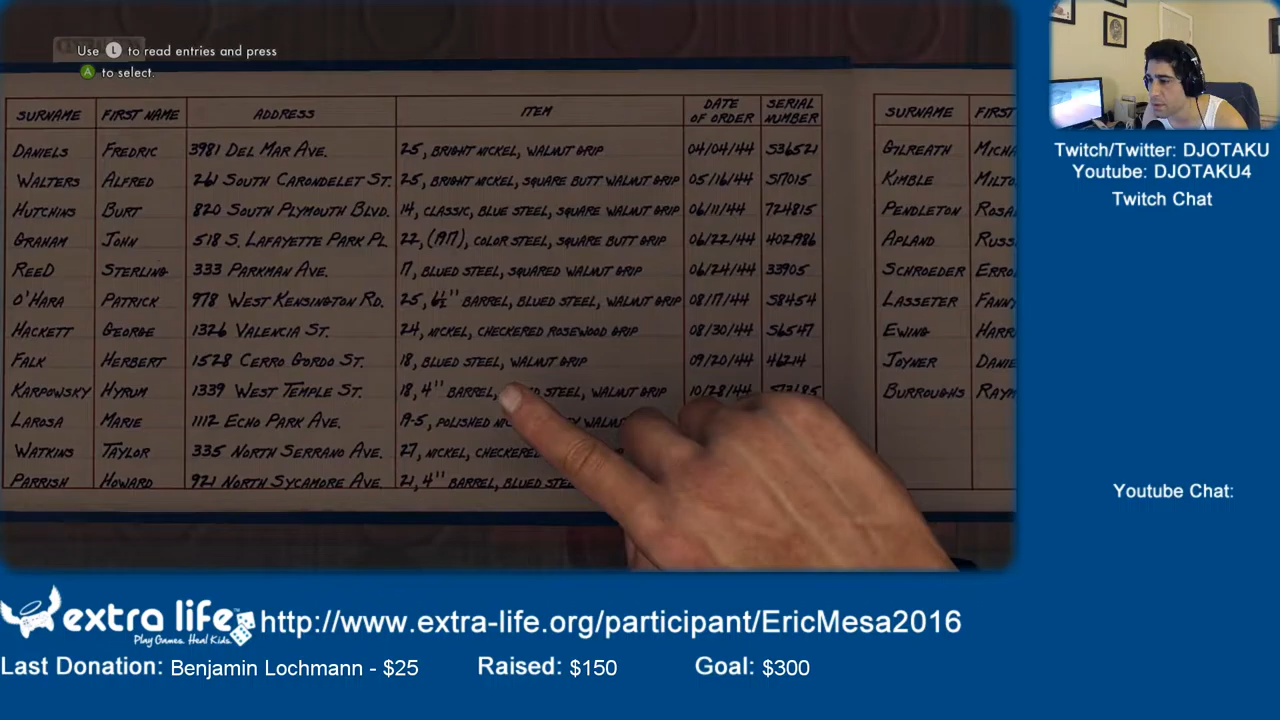 Use L to read entries and press
A to select.
SURNAME FIRST NAME ADDRESS ITEM DATE OF ORDER SERIAL NUMBER
DANIELS FREDRIC 3981 DEL MAR AVE. 25, BRIGHT NICKEL, WALNUT GRIP 04/04/44 S36521
WALTERS ALFRED 261 SOUTH CARONDELET ST. 25, BRIGHT NICKEL, SQUARE BUTT WALNUT GRIP 05/16/44 S17015
HUTCHINS BURT 820 SOUTH PLYMOUTH BLVD. 14, CLASSIC, BLUE STEEL, SQUARE WALNUT GRIP 06/11/44 724815
GRAHAM JOHN 518 S. LAFAYETTE PARK PL. 22, (1917), COLOR STEEL, SQUARE BUTT GRIP 06/22/44 402986
REED STERLING 333 PARKMAN AVE. 17, BLUED STEEL, SQUARED WALNUT GRIP 06/24/44 33905
O'HARA PATRICK 978 WEST KENSINGTON RD. 25, 6½" BARREL, BLUED STEEL, WALNUT GRIP 08/17/44 S8454
HACKETT GEORGE 1326 VALENCIA ST. 24, NICKEL, CHECKERED ROSEWOOD GRIP 08/30/44 S6547
FALK HERBERT 1528 CERRO GORDO ST. 18, BLUED STEEL, WALNUT GRIP 09/20/44 46214
KARPOWSKY HYRUM 1339 WEST TEMPLE ST. 18, 4" BARREL, STEEL, WALNUT GRIP 10/28/44
LAROSA MARIE 1112 ECHO PARK AVE. 19-5, POLISHED
WATKINS TAYLOR 335 NORTH SERRANO AVE. 27, NICKEL, CHECKERED
PARRISH HOWARD 921 NORTH SYCAMORE AVE. 21, 4" BARREL, BLUED
SURNAME FIRST
GILREATH
KIMBLE
PENDLETON
APLAND
SCHROEDER
LASSETER
EWING
JOYNER
BURROUGHS
Twitch/Twitter: DJOTAKU
Youtube: DJOTAKU4
Twitch Chat
Youtube Chat:
extra life
Play Games. Heal Kids.
http://www.extra-life.org/participant/EricMesa2016
Last Donation: Benjamin Lochmann - $25 Raised: $150 Goal: $300